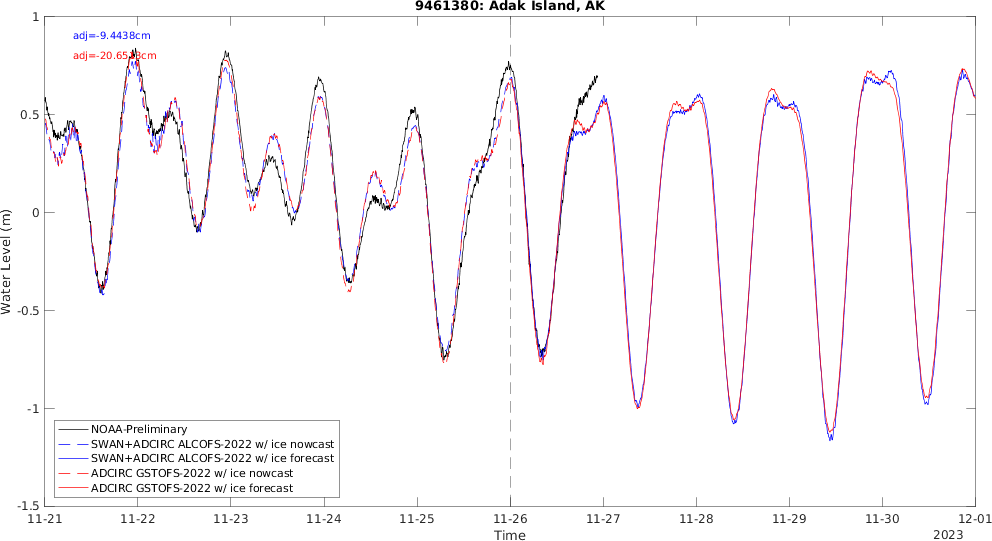 9461380: Adak Island, AK
adj=-9.4438cm
1
0.5
0
-0.5
-1
-1.5
Water Level (m)
NOAA-Preliminary
SWAN+ADCIRC ALCOFS-2022 w/ ice nowcast
SWAN+ADCIRC ALCOFS-2022 w/ ice forecast
ADCIRC GSTOFS-2022 w/ ice nowcast
ADCIRC GSTOFS-2022 w/ ice forecast
11-21 11-22 11-23 11-24 11-25 11-26 11-27 11-28 11-29 11-30 12-01
Time
2023